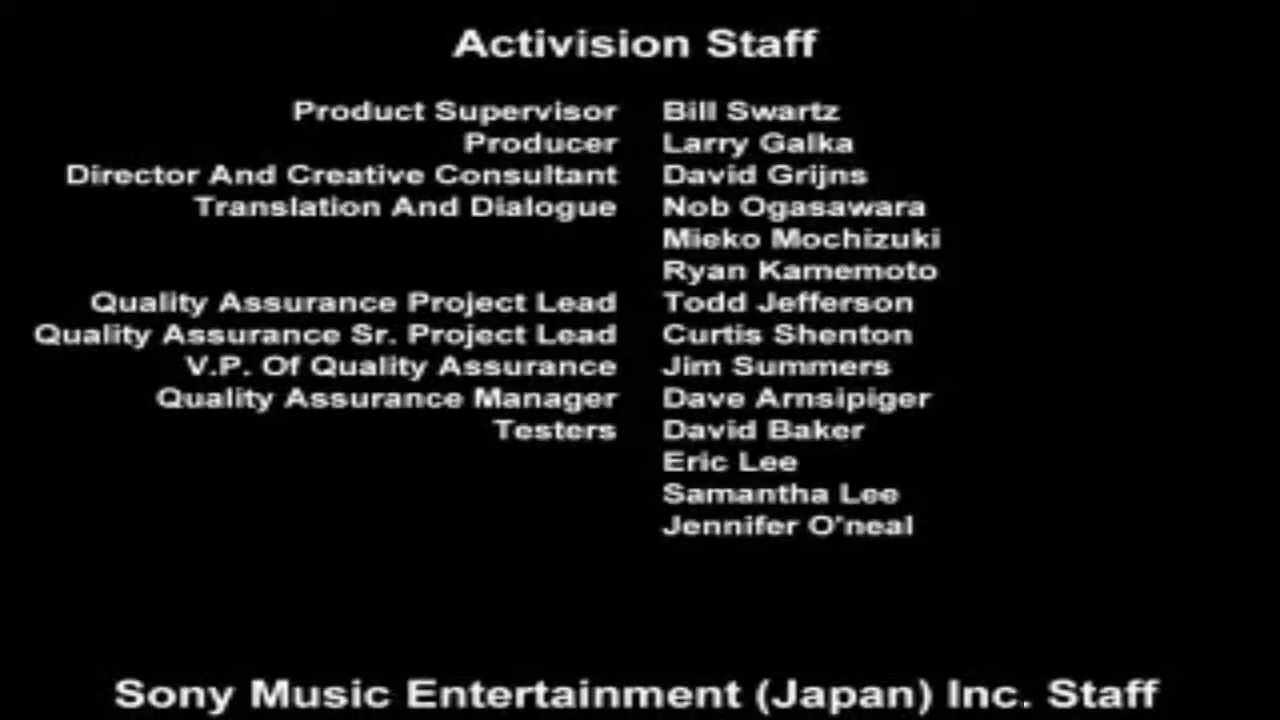 Activision Staff
Product Supervisor Bill Swartz
Producer Larry Galka
Director And Creative Consultant David Grijns
Translation And Dialogue Nob Ogasawara
Mieko Mochizuki
Ryan Kamemoto
Quality Assurance Project Lead Todd Jefferson
Quality Assurance Sr. Project Lead Curtis Shenton
V.P. Of Quality Assurance Jim Summers
Quality Assurance Manager Dave Arnsipiger
Testers David Baker
Eric Lee
Samantha Lee
Jennifer O'neal
Sony Music Entertainment (Japan) Inc. Staff